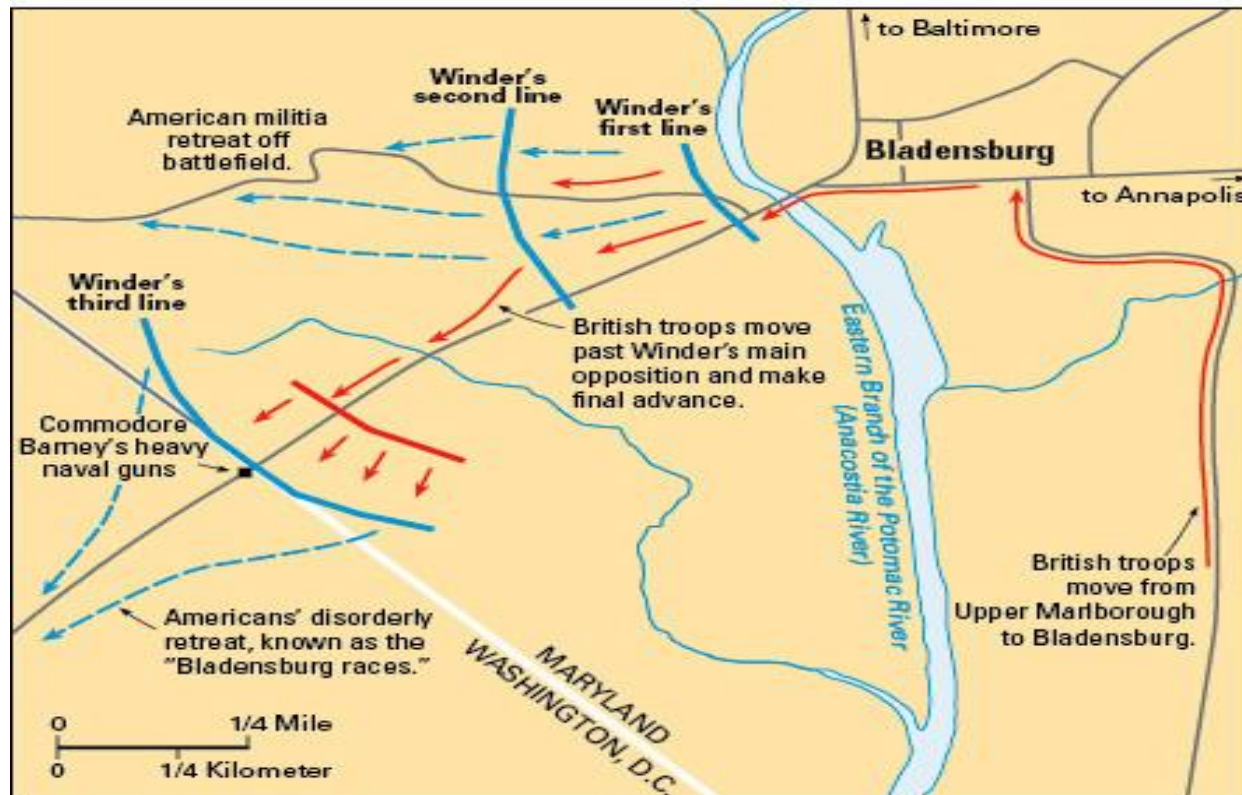 to Baltimore
Winder's
second line
Winder's
first line
American militia
retreat off
battlefield.
Bladensburg
to Annapolis
Winder's
third line
British troops move
past Winder's main
opposition and make
final advance.
Eastern Branch of the Potomac River
(Anacostia River)
Commodore
Barney's heavy
naval guns
British troops
move from
Upper Marlborough
to Bladensburg.
Americans' disorderly
retreat, known as the
"Bladensburg races."
MARYLAND
WASHINGTON, D.C.
0 1/4 Mile
0 1/4 Kilometer